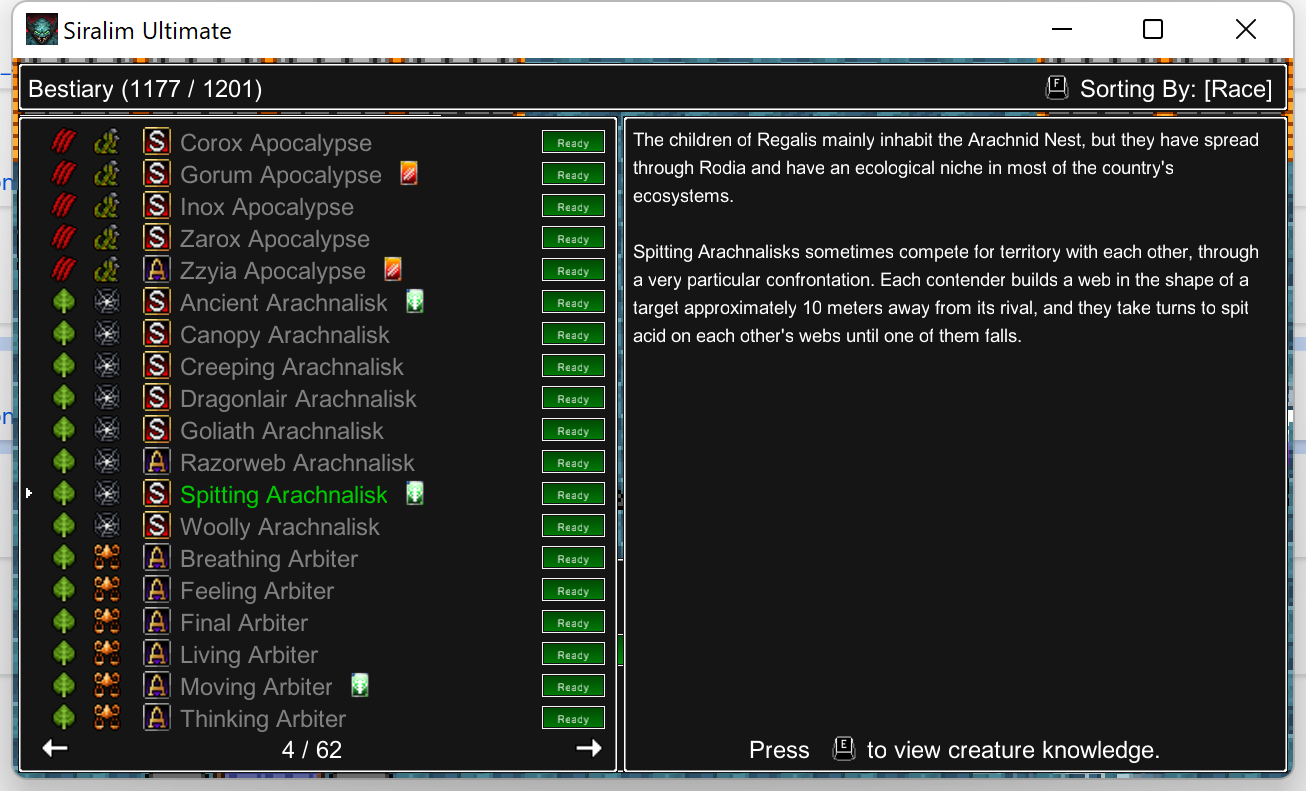 Siralim Ultimate
Bestiary (1177 / 1201)
F Sorting By: [Race]
S Corox Apocalypse Ready
S Gorum Apocalypse Ready
S Inox Apocalypse Ready
S Zarox Apocalypse Ready
A Zzyia Apocalypse Ready
S Ancient Arachnalisk Ready
S Canopy Arachnalisk Ready
S Creeping Arachnalisk Ready
S Dragonlair Arachnalisk Ready
S Goliath Arachnalisk Ready
A Razorweb Arachnalisk Ready
S Spitting Arachnalisk Ready
S Woolly Arachnalisk Ready
A Breathing Arbiter Ready
A Feeling Arbiter Ready
A Final Arbiter Ready
A Living Arbiter Ready
A Moving Arbiter Ready
A Thinking Arbiter Ready
4 / 62
The children of Regalis mainly inhabit the Arachnid Nest, but they have spread
through Rodia and have an ecological niche in most of the country's
ecosystems.
Spitting Arachnalisks sometimes compete for territory with each other, through
a very particular confrontation. Each contender builds a web in the shape of a
target approximately 10 meters away from its rival, and they take turns to spit
acid on each other's webs until one of them falls.
Press E to view creature knowledge.